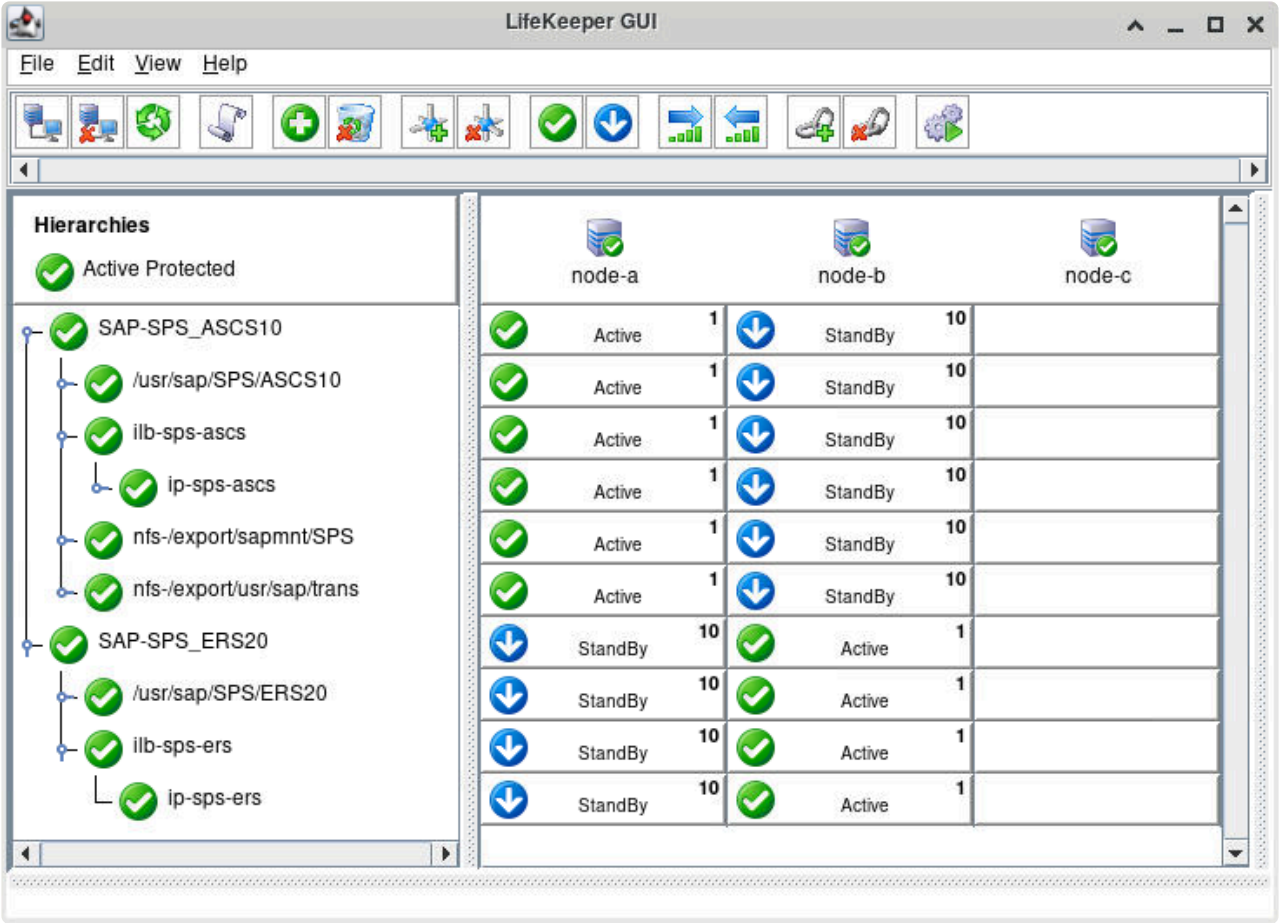 LifeKeeper GUI
File Edit View Help
Hierarchies
Active Protected
node-a node-b node-c
SAP-SPS_ASCS10 Active 1 StandBy 10
/usr/sap/SPS/ASCS10 Active 1 StandBy 10
ilb-sps-ascs Active 1 StandBy 10
ip-sps-ascs Active 1 StandBy 10
nfs-/export/sapmnt/SPS Active 1 StandBy 10
nfs-/export/usr/sap/trans Active 1 StandBy 10
SAP-SPS_ERS20 StandBy 10 Active 1
/usr/sap/SPS/ERS20 StandBy 10 Active 1
ilb-sps-ers StandBy 10 Active 1
ip-sps-ers StandBy 10 Active 1